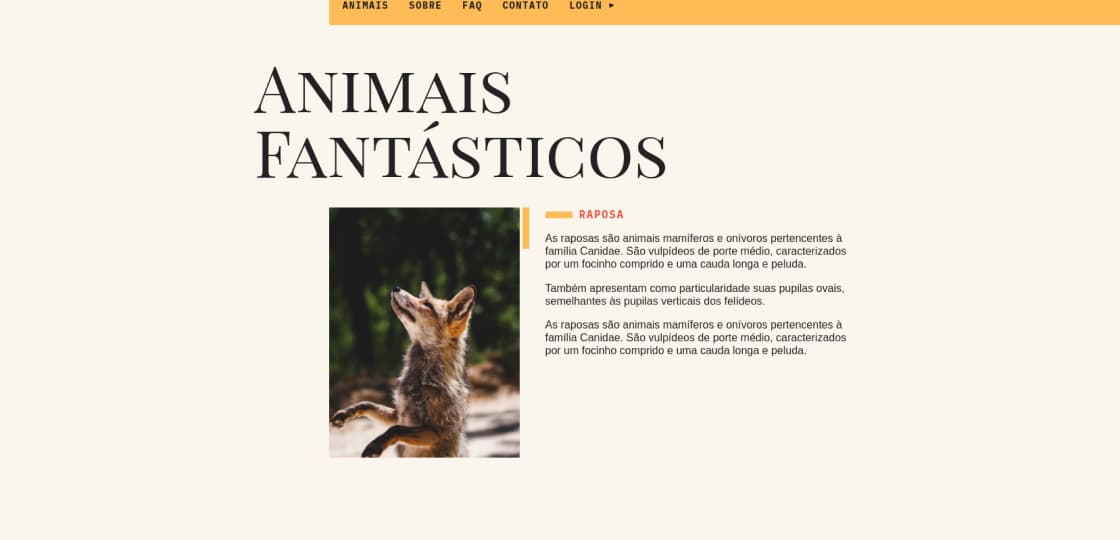 ANIMAIS SOBRE FAQ CONTATO LOGIN ▸
ANIMAIS
FANTÁSTICOS
RAPOSA
As raposas são animais mamíferos e onívoros pertencentes à
família Canidae. São vulpídeos de porte médio, caracterizados
por um focinho comprido e uma cauda longa e peluda.
Também apresentam como particularidade suas pupilas ovais,
semelhantes às pupilas verticais dos felídeos.
As raposas são animais mamíferos e onívoros pertencentes à
família Canidae. São vulpídeos de porte médio, caracterizados
por um focinho comprido e uma cauda longa e peluda.